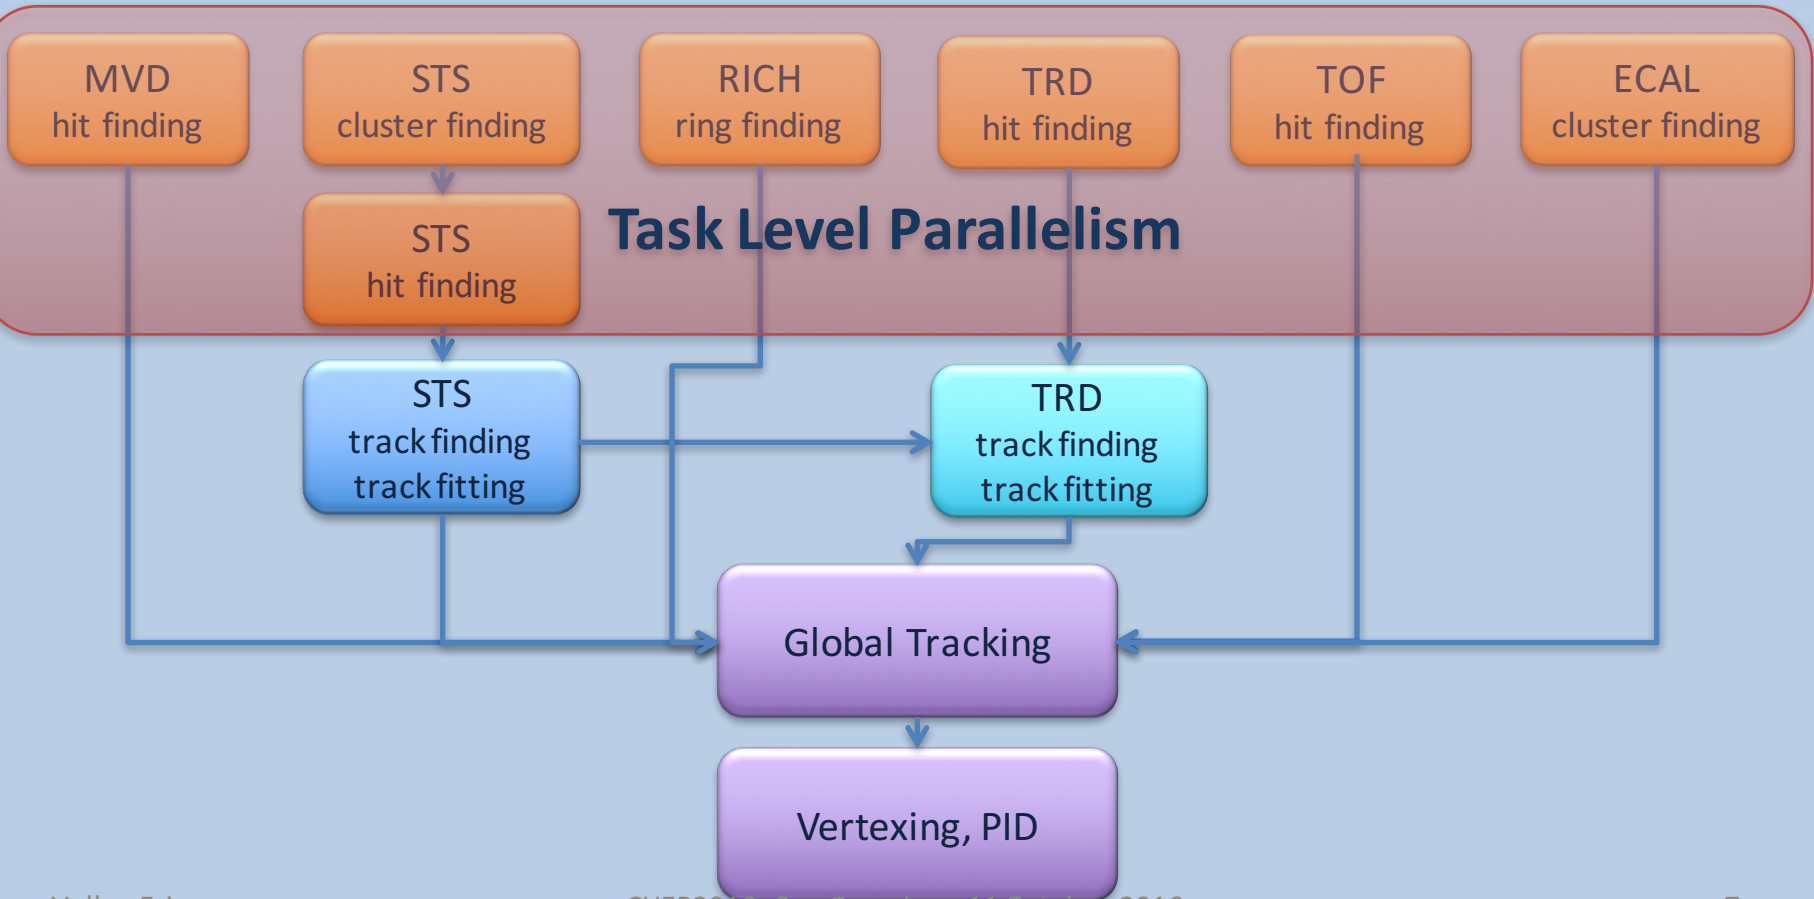 MVD
hit finding
STS
cluster finding
RICH
ring finding
TRD
hit finding
TOF
hit finding
ECAL
cluster finding
STS
hit finding
Task Level Parallelism
STS
track finding
track fitting
TRD
track finding
track fitting
Global Tracking
Vertexing, PID